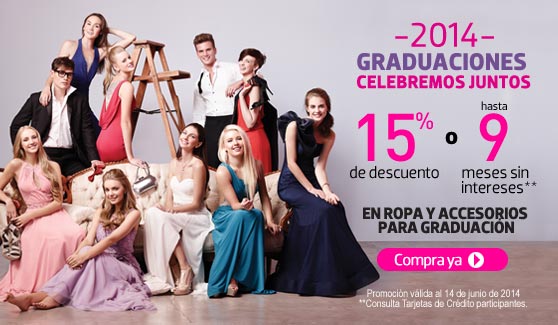 –2014–
GRADUACIONES
CELEBREMOS JUNTOS
15% de descuento
o
hasta
9
meses sin
intereses**
EN ROPA Y ACCESORIOS
PARA GRADUACIÓN
Compra ya
Promoción válida al 14 de junio de 2014
**Consulta Tarjetas de Crédito participantes.